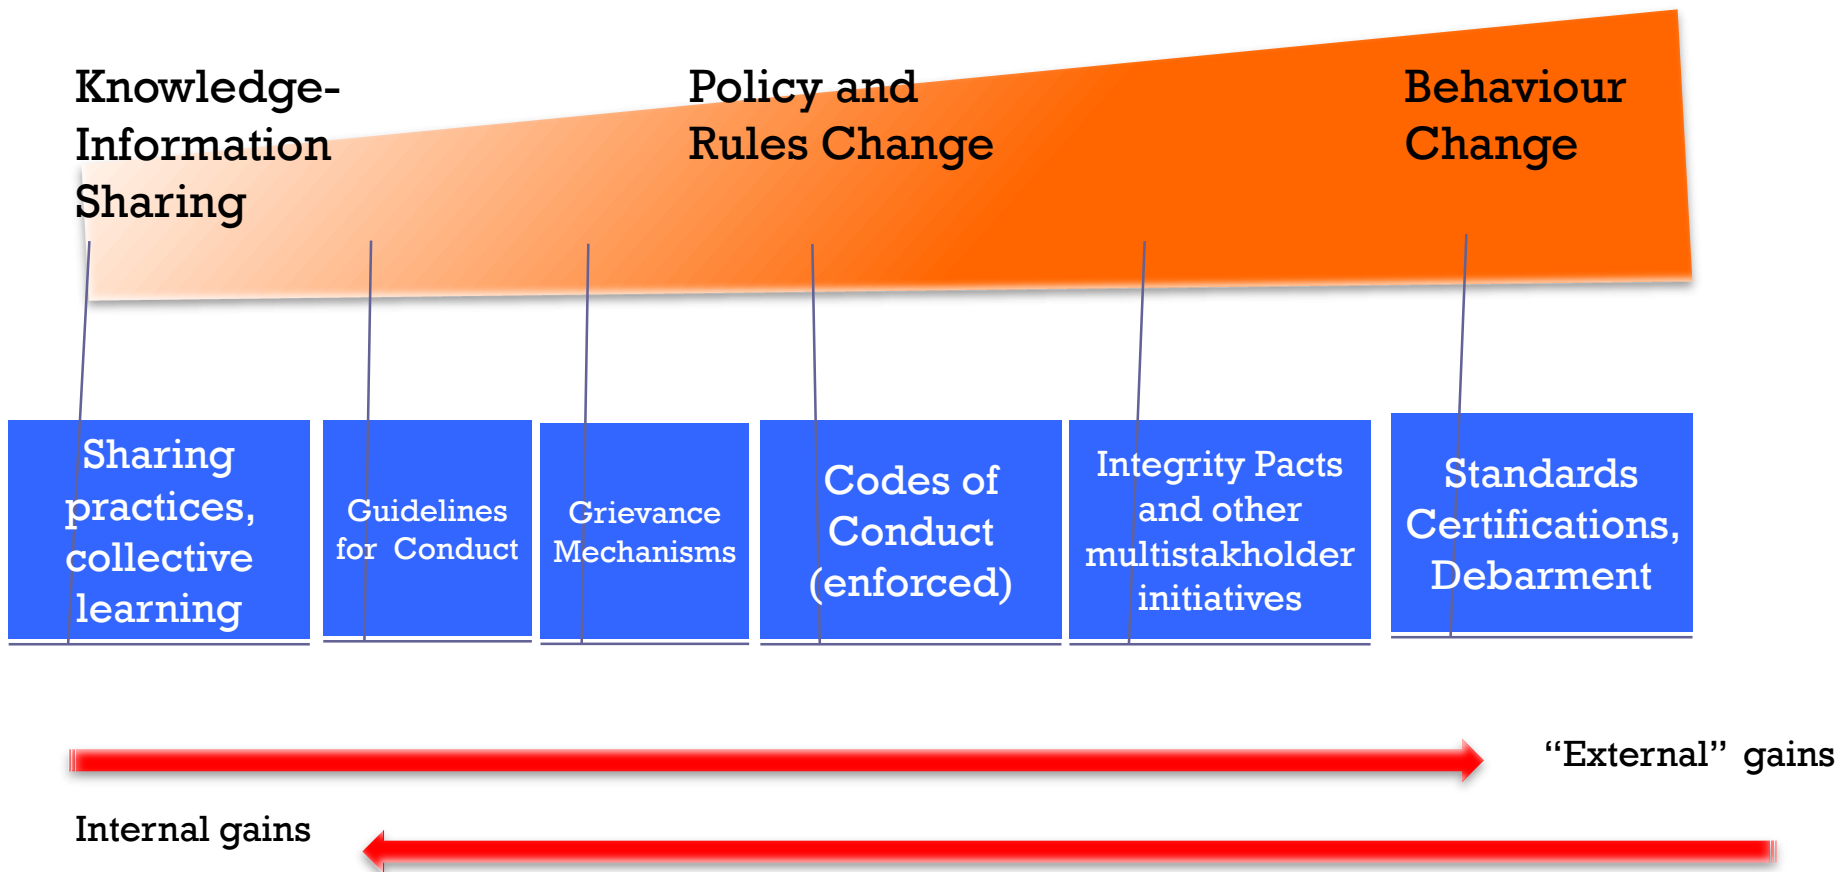 Knowledge-
Information
Sharing
Policy and
Rules Change
Behaviour
Change
Sharing
practices,
collective
learning
Guidelines
for Conduct
Grievance
Mechanisms
Codes of
Conduct
(enforced)
Integrity Pacts
and other
multistakholder
initiatives
Standards
Certifications,
Debarment
“External” gains
Internal gains